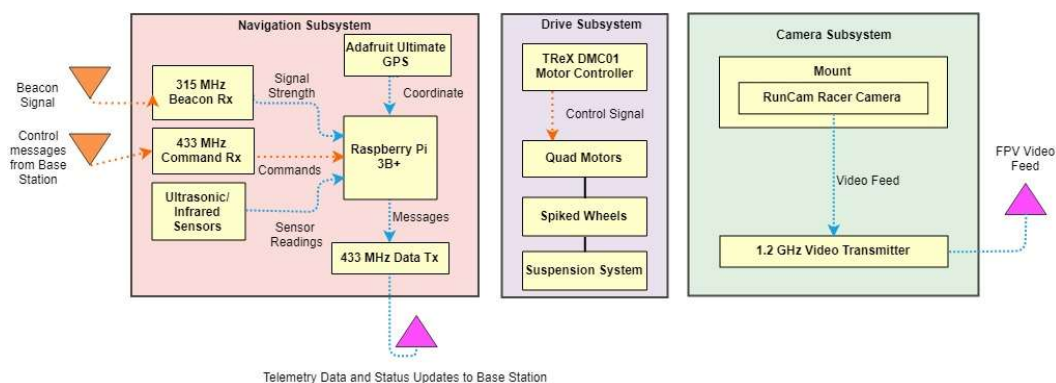 Navigation Subsystem
Adafruit Ultimate
GPS
315 MHz
Beacon Rx
Signal
Strength
Coordinate
Beacon
Signal
Control
messages
from Base
Station
433 MHz
Command Rx
Commands
Raspberry Pi
3B+
Ultrasonic/
Infrared
Sensors
Sensor
Readings
Messages
433 MHz Data Tx
Telemetry Data and Status Updates to Base Station
Drive Subsystem
TReX DMC01
Motor Controller
Control Signal
Quad Motors
Spiked Wheels
Suspension System
Camera Subsystem
Mount
RunCam Racer Camera
Video Feed
1.2 GHz Video Transmitter
FPV Video
Feed